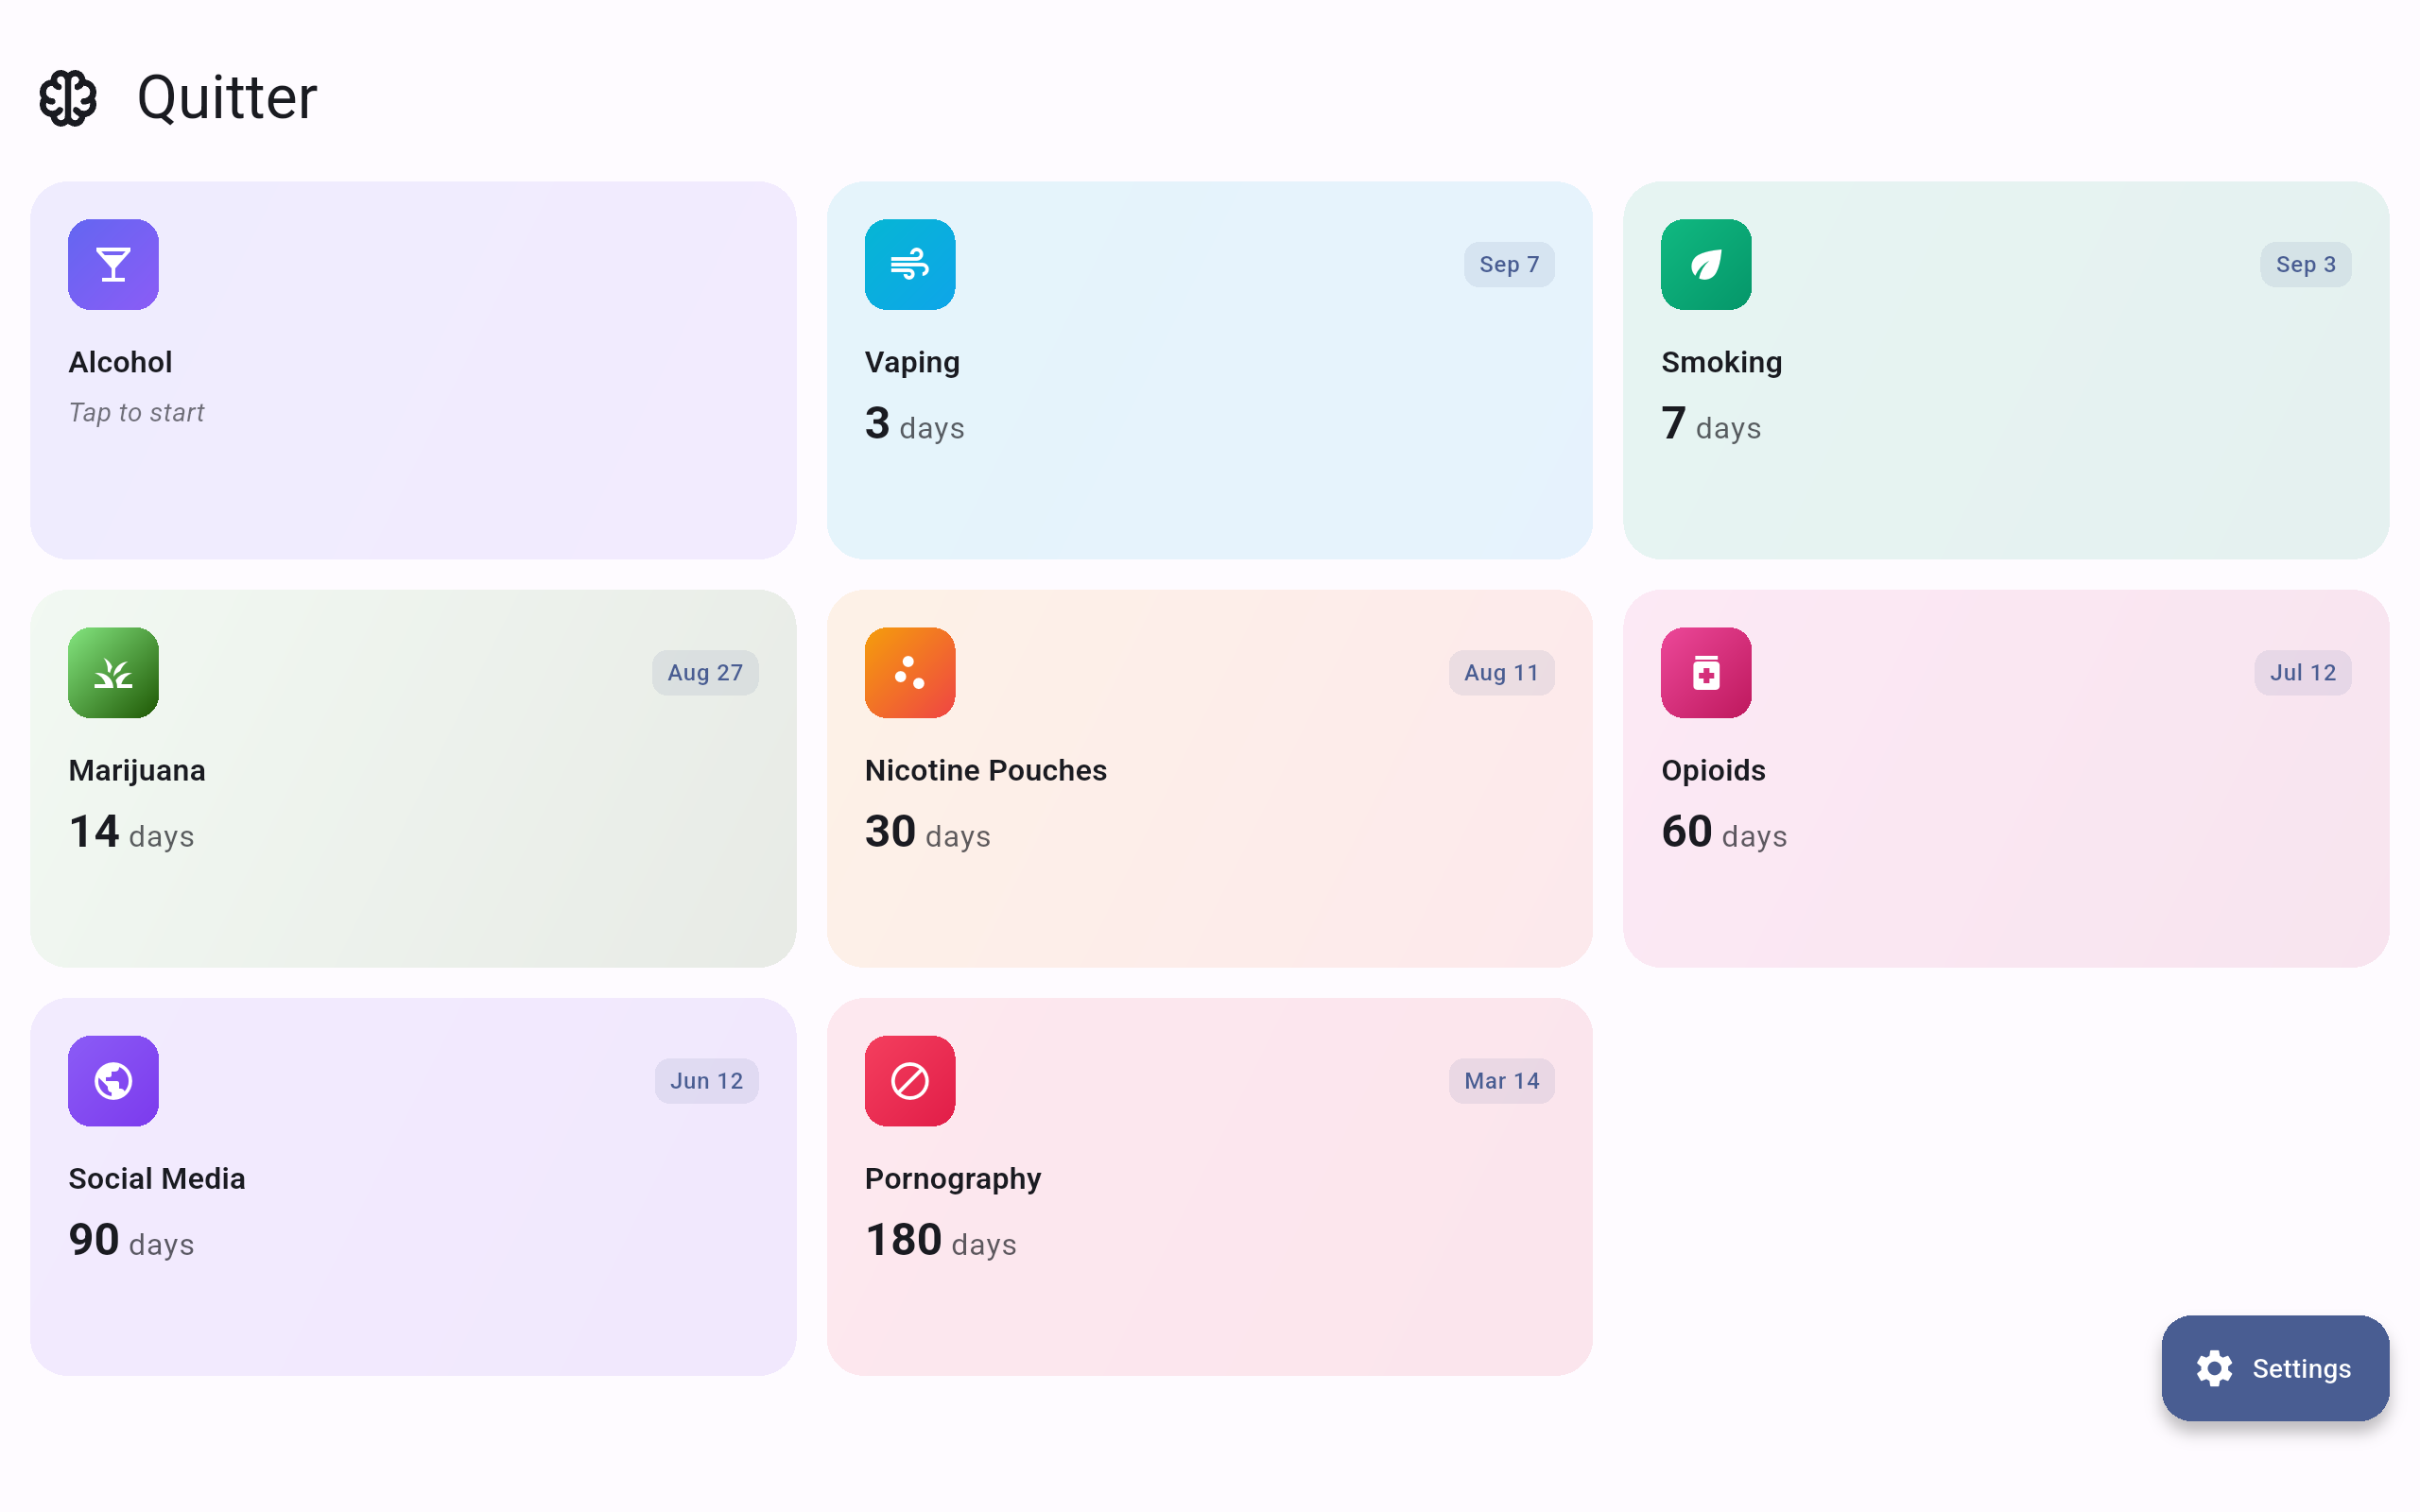 Quitter
Alcohol
Tap to start
Sep 7
Vaping
3 days
Sep 3
Smoking
7 days
Aug 27
Marijuana
14 days
Aug 11
Nicotine Pouches
30 days
Jul 12
Opioids
60 days
Jun 12
Social Media
90 days
Mar 14
Pornography
180 days
Settings